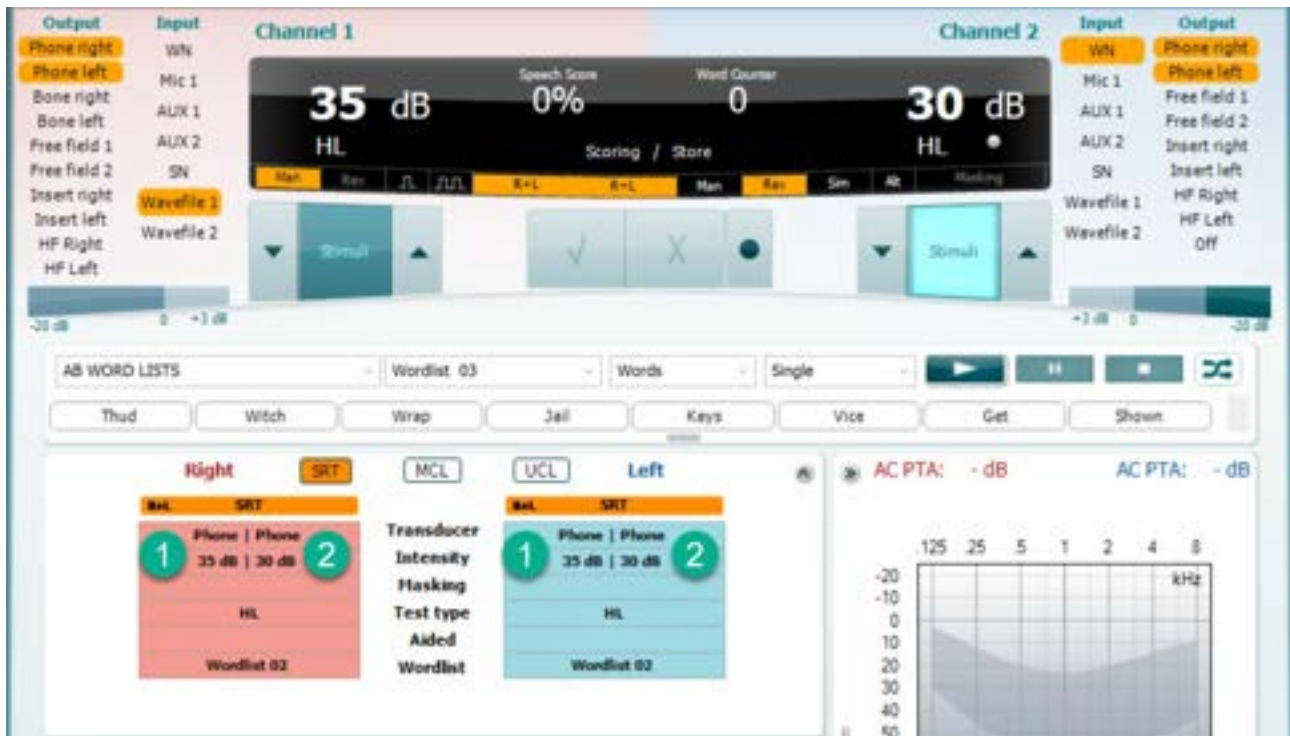 Output Input Channel 1 Channel 2 Input Output
Phone right WN WN Phone right
Phone left Mic 1 Speech Score Word Counter Mic 1 Phone left
Bone right AUX 1 35 dB 0% 0 30 dB AUX 1 Free field 1
Bone left Free field 2
Free field 1 AUX 2 HL Scoring / Store HL AUX 2 Insert right
Free field 2 SN SN Insert left
Insert right Wavefile 1 Man Rev R+L R+L Man Rev Sim Alt Masking Wavefile 1 HF Right
Insert left HF Left
HF Right Wavefile 2 Stimuli √ X Stimuli Wavefile 2 Off
HF Left
-20 dB 0 +3 dB +3 dB 0 -20 dB
AB WORD LISTS Wordlist 03 Words Single
Thud Witch Wrap Jail Keys Vice Get Shown
Right SRT MCL UCL Left AC PTA: - dB AC PTA: - dB
R+L SRT R+L SRT
1 Phone | Phone 2 Transducer 1 Phone | Phone 2
35 dB | 30 dB Intensity 35 dB | 30 dB
Masking
HL Test type HL
Aided
Wordlist 02 Wordlist Wordlist 02
.125 .25 .5 1 2 4 8
kHz
-20
-10
0
10
20
30
40
50